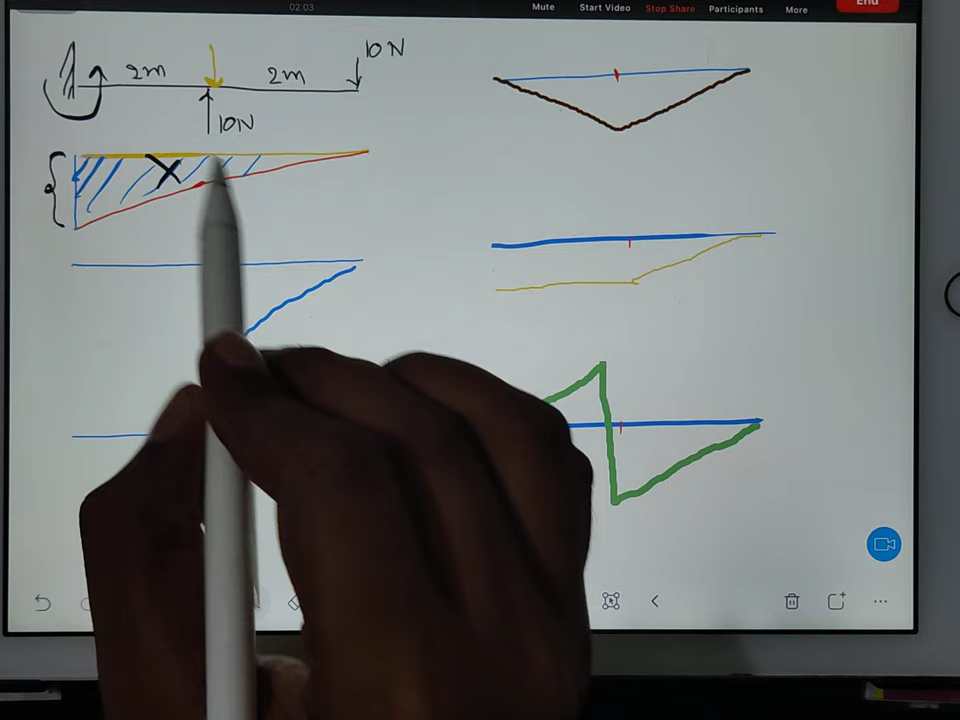 02:03
Mute Start Video Stop Share Participants More End
10N
2m 2m
10N